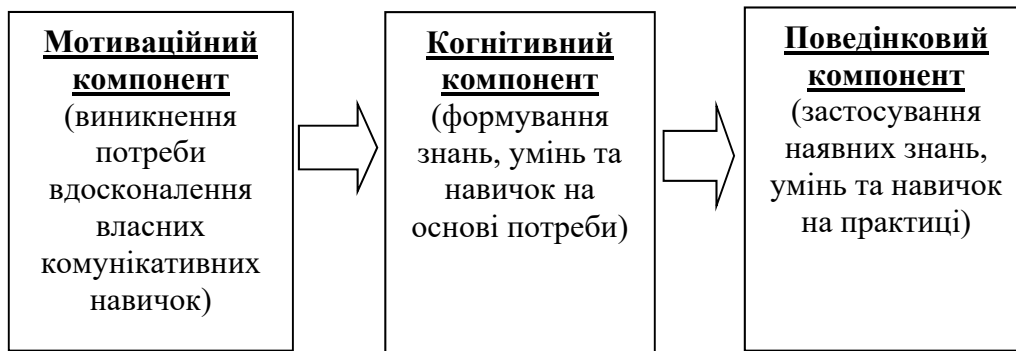 Мотиваційний
компонент
(виникнення
потреби
вдосконалення
власних
комунікативних
навичок)
Когнітивний
компонент
(формування
знань, умінь та
навичок на
основі потреби)
Поведінковий
компонент
(застосування
наявних знань,
умінь та навичок
на практиці)